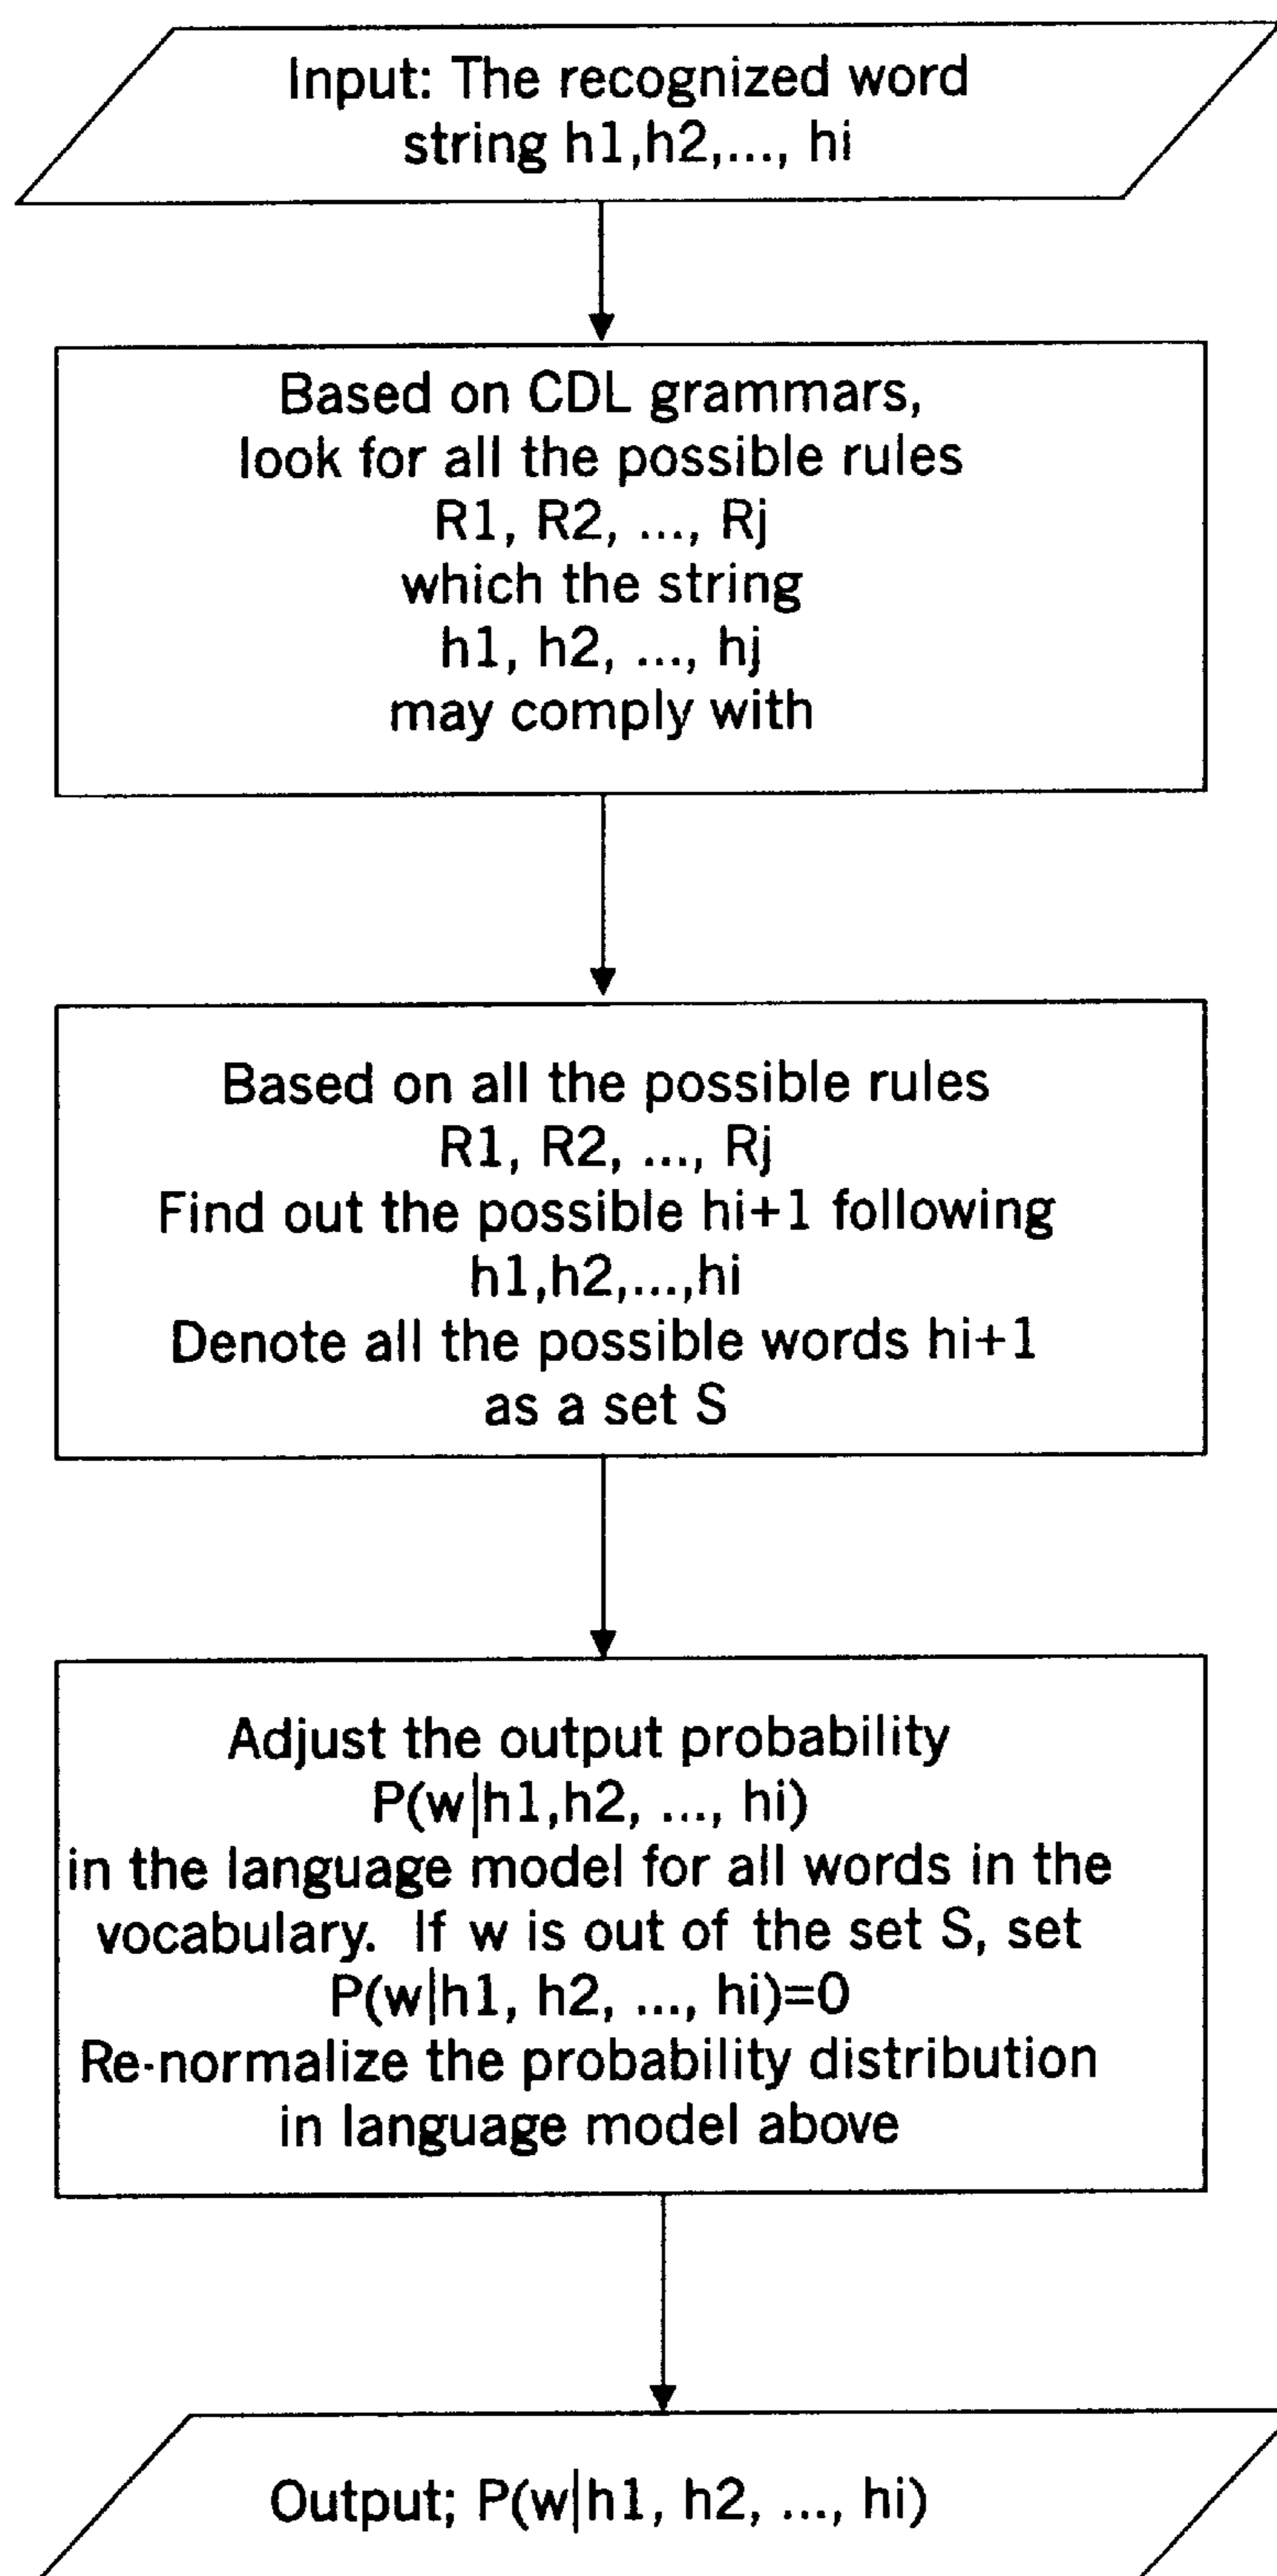 Input: The recognized word
string h1,h2,..., hi
Based on CDL grammars,
look for all the possible rules
R1, R2, ..., Rj
which the string
h1, h2, ..., hj
may comply with
Based on all the possible rules
R1, R2, ..., Rj
Find out the possible hi+1 following
h1,h2,...,hi
Denote all the possible words hi+1
as a set S
Adjust the output probability
P(w|h1,h2, ..., hi)
in the language model for all words in the
vocabulary. If w is out of the set S, set
P(w|h1, h2, ..., hi)=0
Re-normalize the probability distribution
in language model above
Output; P(w|h1, h2, ..., hi)